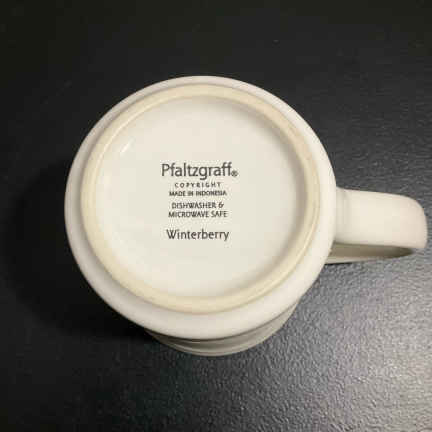 Pfaltzgraff®
COPYRIGHT
MADE IN INDONESIA
DISHWASHER &
MICROWAVE SAFE
Winterberry